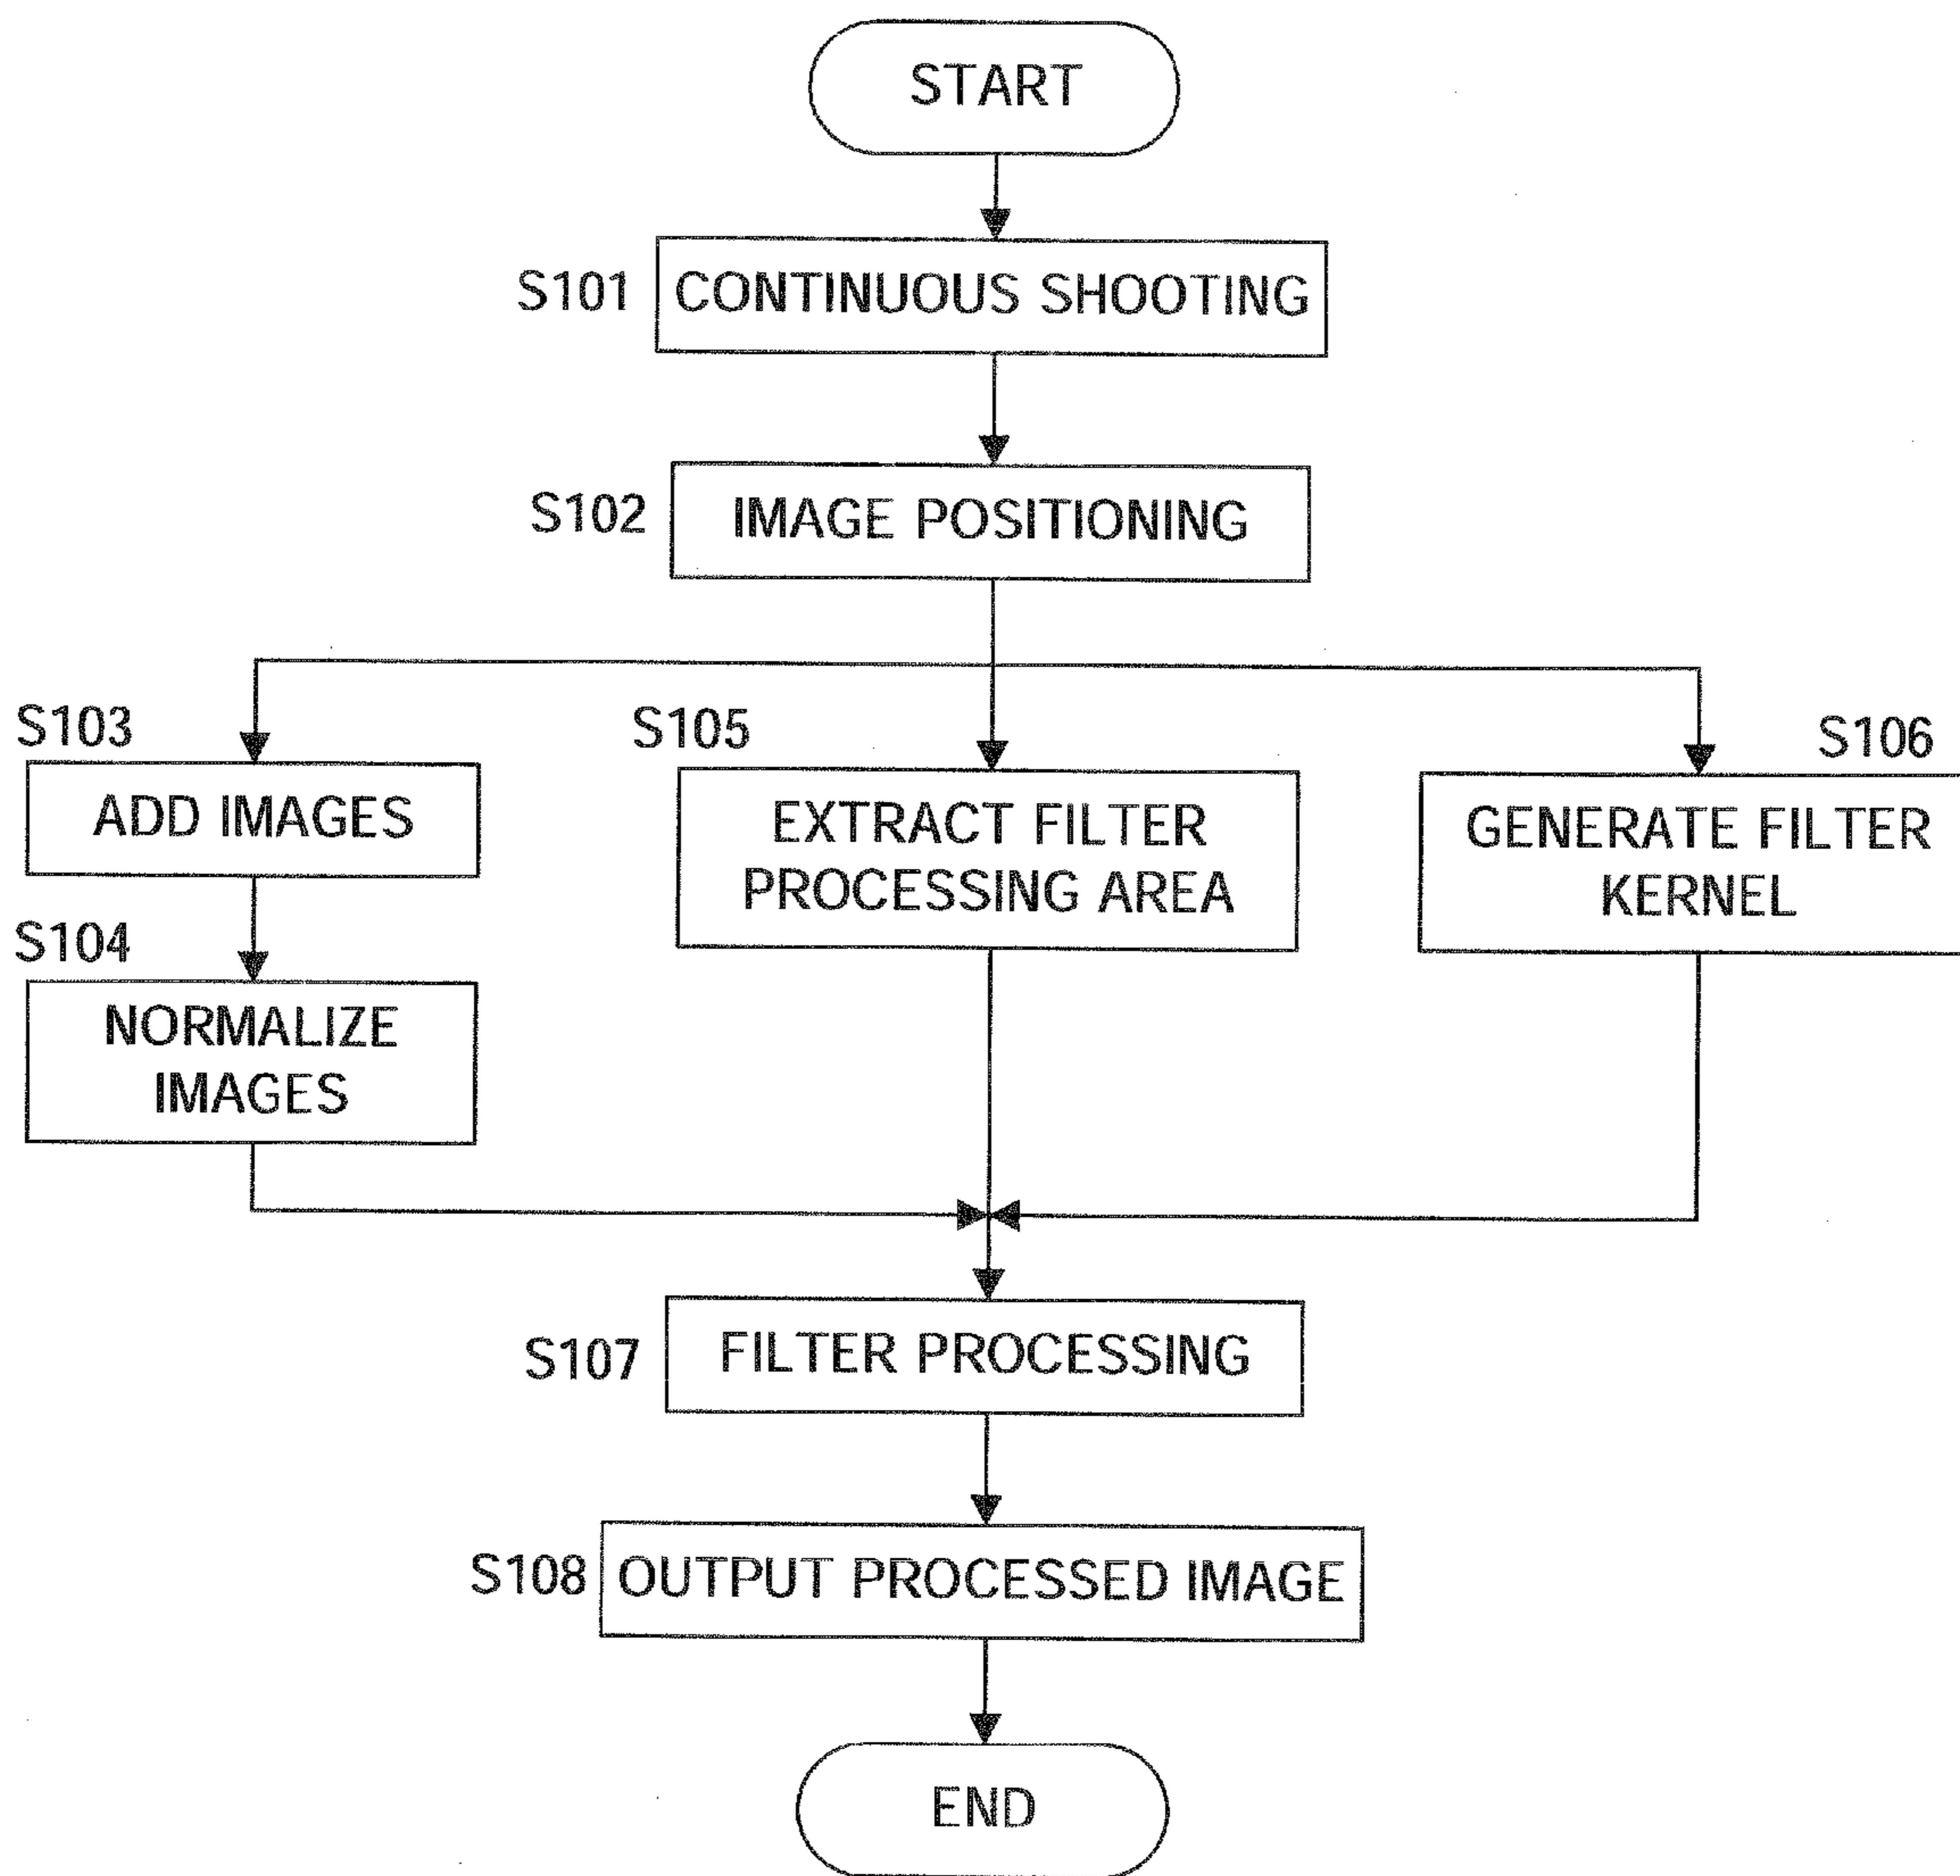 START
S101
CONTINUOUS SHOOTING
S102
IMAGE POSITIONING
S103
ADD IMAGES
S104
NORMALIZE
IMAGES
S105
EXTRACT FILTER
PROCESSING AREA
S106
GENERATE FILTER
KERNEL
S107
FILTER PROCESSING
S108
OUTPUT PROCESSED IMAGE
END